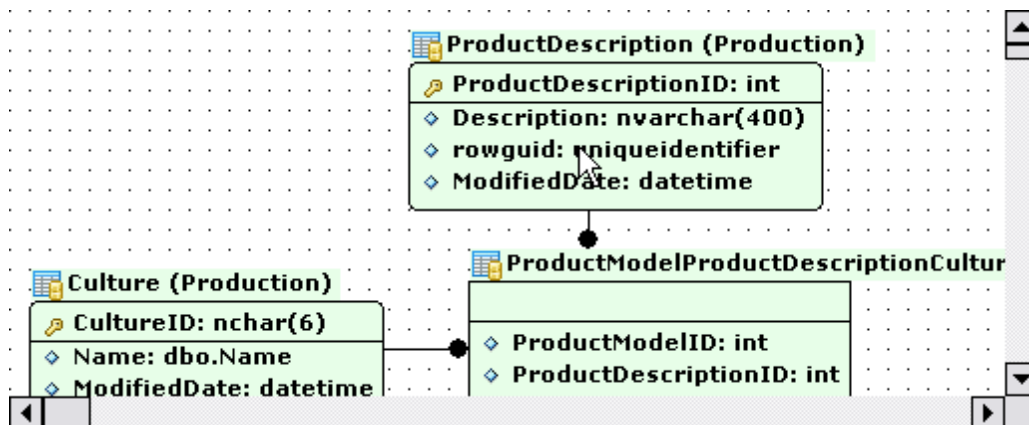 ProductDescription (Production)
ProductDescriptionID: int
Description: nvarchar(400)
rowguid: uniqueidentifier
ModifiedDate: datetime
ProductModelProductDescriptionCultur
Culture (Production)
CultureID: nchar(6)
Name: dbo.Name
ModifiedDate: datetime
ProductModelID: int
ProductDescriptionID: int